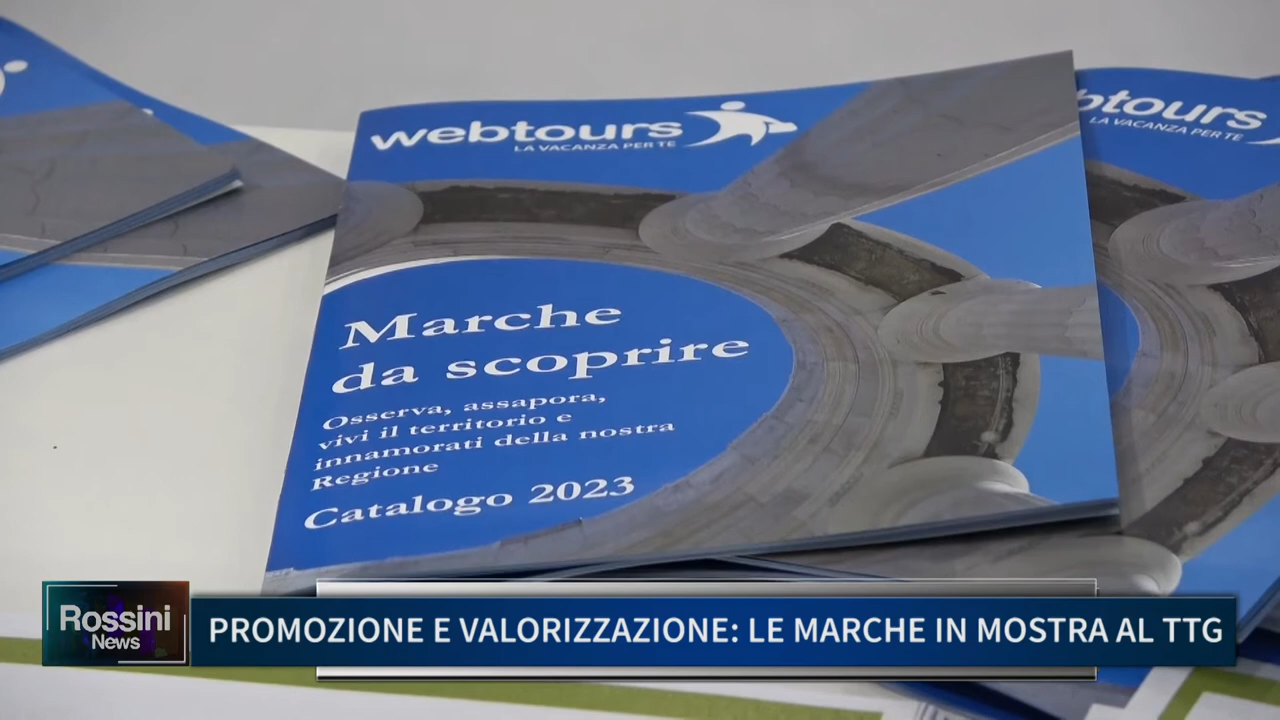 webtours
LA VACANZA PER TE
btours
LA VACANZA PER TE
Marche
da scoprire
Osserva, assapora,
vivi il territorio e
innamorati della nostra
Regione
Catalogo 2023
Rossini
News
PROMOZIONE E VALORIZZAZIONE: LE MARCHE IN MOSTRA AL TTG